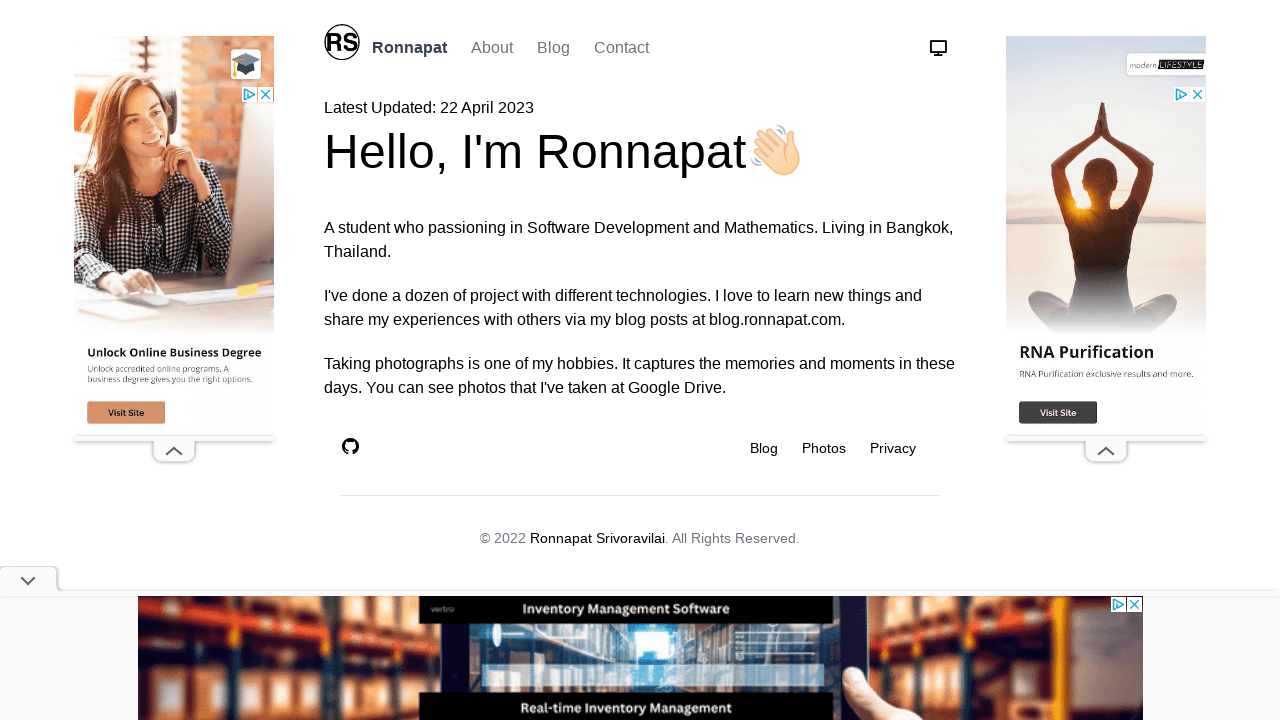 RS Ronnapat About Blog Contact
Latest Updated: 22 April 2023
Hello, I'm Ronnapat
A student who passioning in Software Development and Mathematics. Living in Bangkok,
Thailand.
I've done a dozen of project with different technologies. I love to learn new things and
share my experiences with others via my blog posts at blog.ronnapat.com.
Taking photographs is one of my hobbies. It captures the memories and moments in these
days. You can see photos that I've taken at Google Drive.
Blog Photos Privacy
© 2022 Ronnapat Srivoravilai. All Rights Reserved.
Unlock Online Business Degree
Unlock accredited online programs. A
business degree gives you the right options.
Visit Site
modern LIFESTYLE
RNA Purification
RNA Purification exclusive results and more.
Visit Site
vertro
Inventory Management Software
Real-time Inventory Management